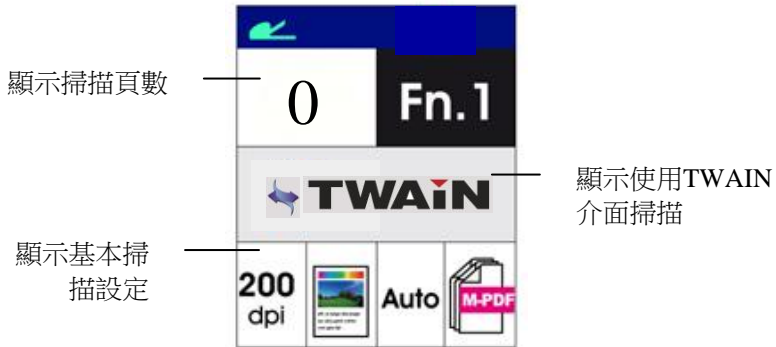 顯示掃描頁數
0
Fn.1
TWAIN
顯示使用TWAIN
介面掃描
顯示基本掃
描設定
200
dpi
Auto
M-PDF